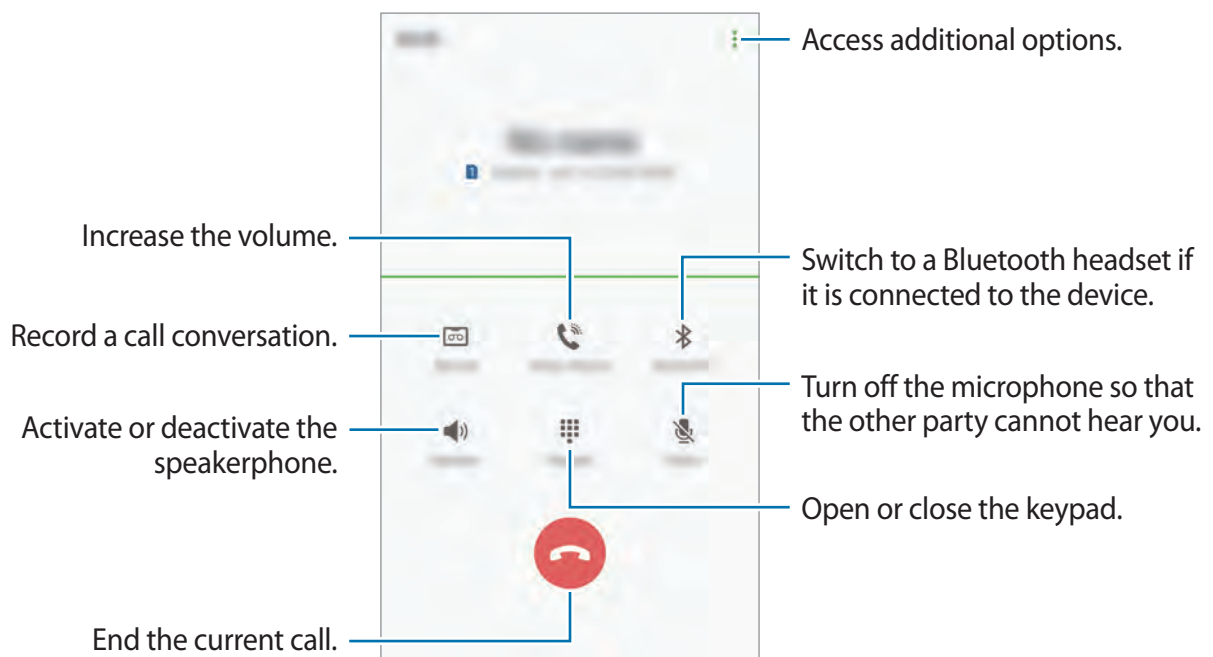 Access additional options.
1
Increase the volume.
Switch to a Bluetooth headset if
it is connected to the device.
Record a call conversation.
Turn off the microphone so that
the other party cannot hear you.
Activate or deactivate the
speakerphone.
Open or close the keypad.
End the current call.